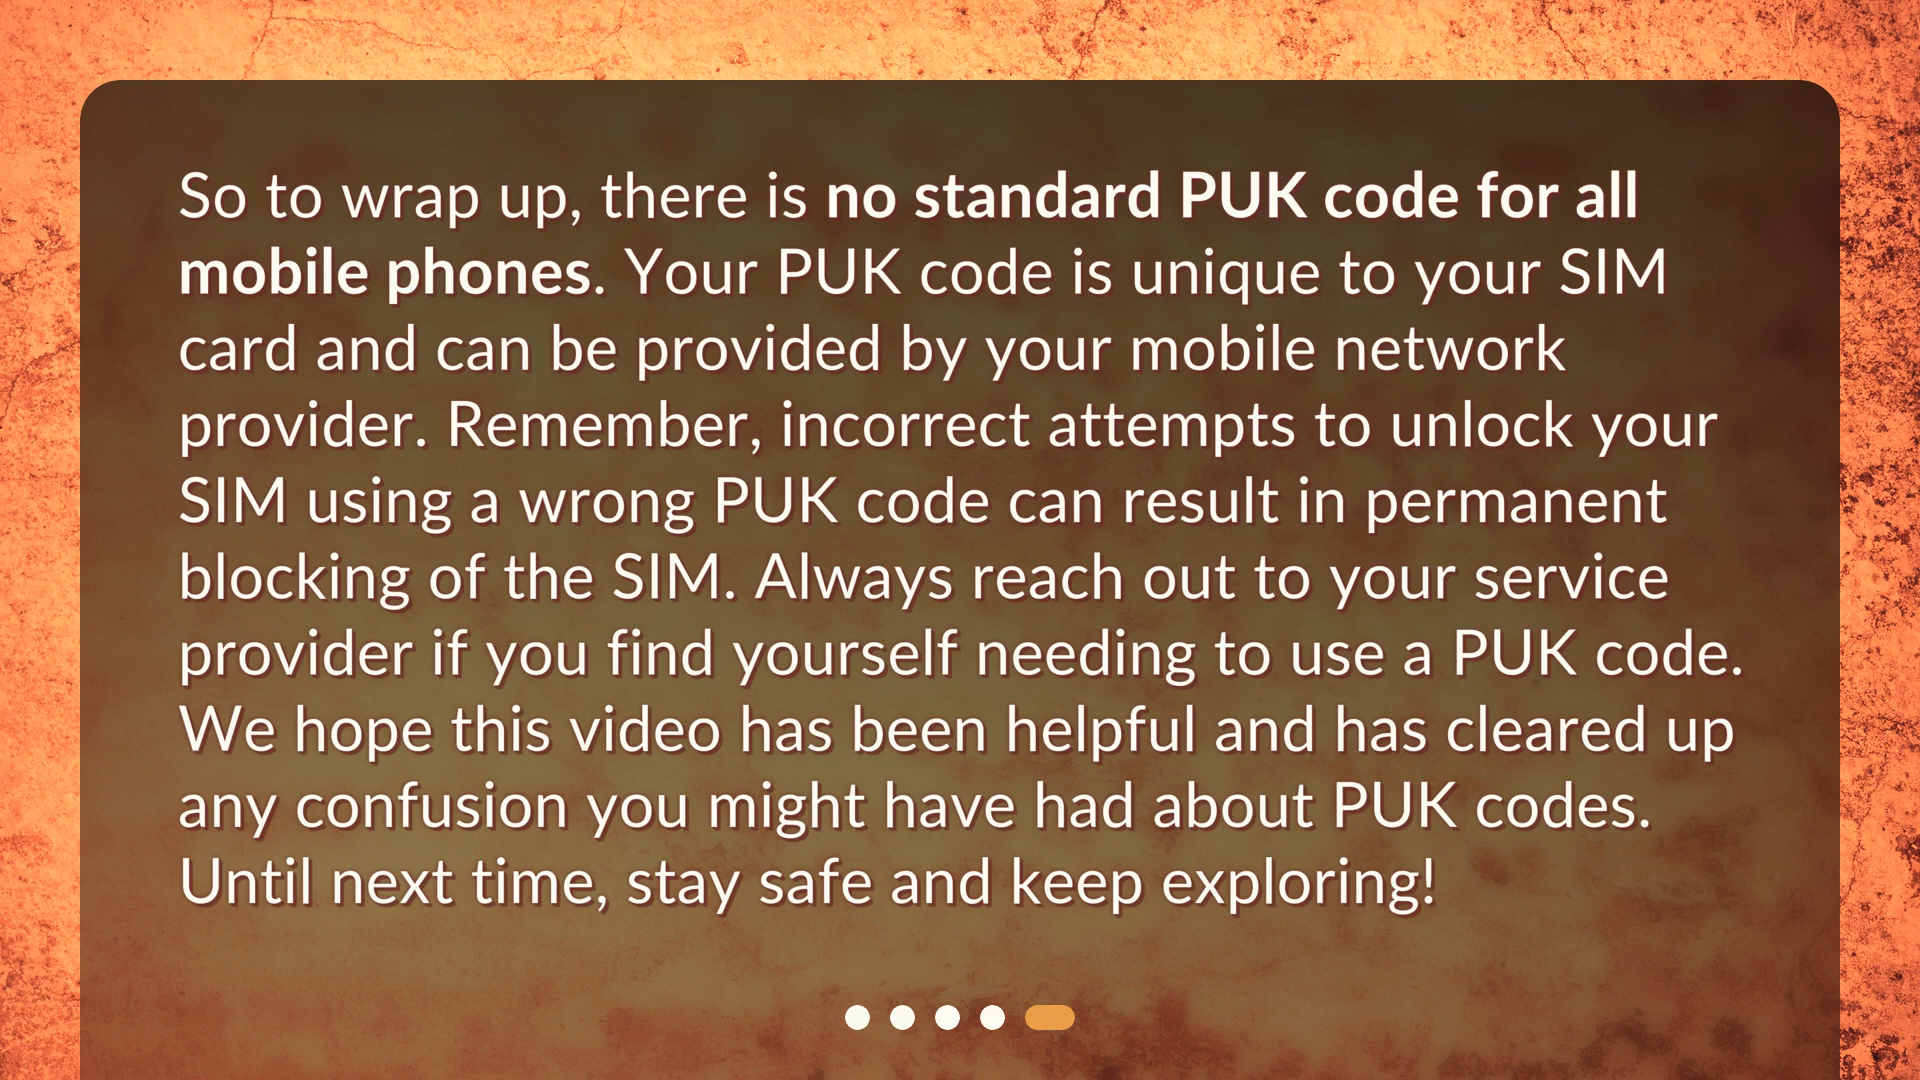 So to wrap up, there is no standard PUK code for all
mobile phones. Your PUK code is unique to your SIM
card and can be provided by your mobile network
provider. Remember, incorrect attempts to unlock your
SIM using a wrong PUK code can result in permanent
blocking of the SIM. Always reach out to your service
provider if you find yourself needing to use a PUK code.
We hope this video has been helpful and has cleared up
any confusion you might have had about PUK codes.
Until next time, stay safe and keep exploring!